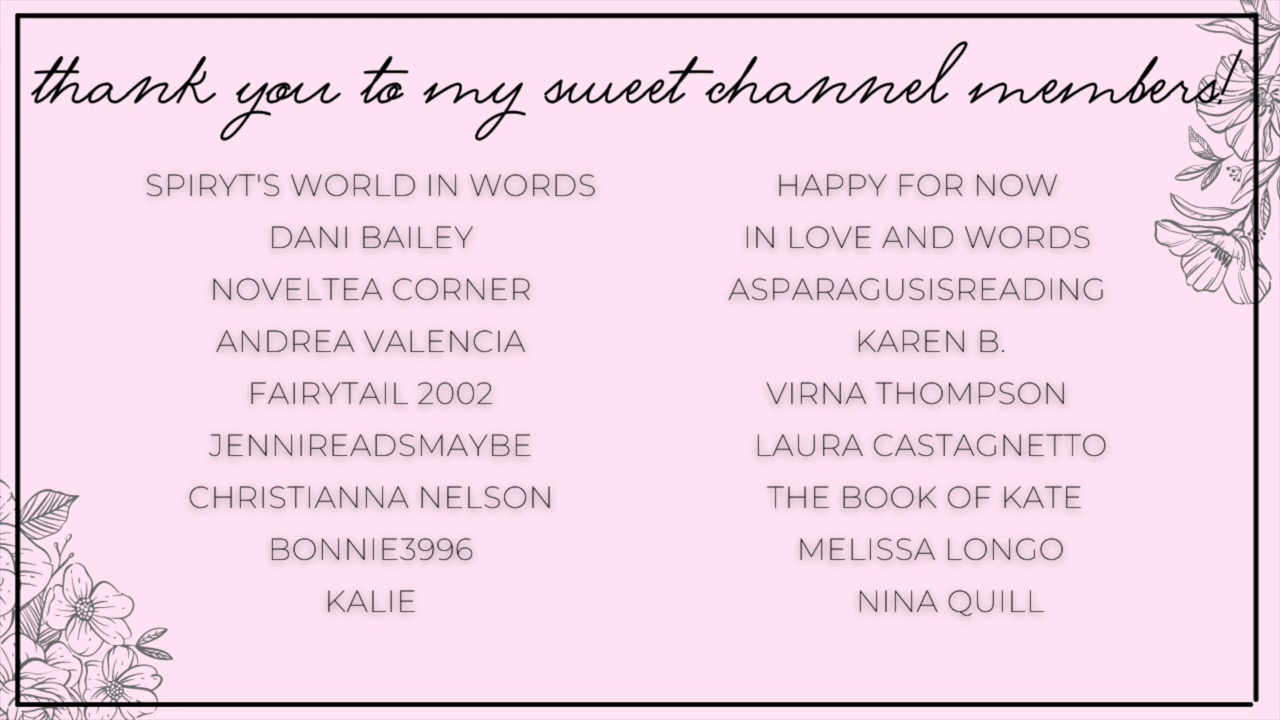 thank you to my sweet channel members!
SPIRYT'S WORLD IN WORDS
DANI BAILEY
NOVELTEA CORNER
ANDREA VALENCIA
FAIRYTAIL 2002
JENNIREADSMAYBE
CHRISTIANNA NELSON
BONNIE3996
KALIE
HAPPY FOR NOW
IN LOVE AND WORDS
ASPARAGUSISREADING
KAREN B.
VIRNA THOMPSON
LAURA CASTAGNETTO
THE BOOK OF KATE
MELISSA LONGO
NINA QUILL